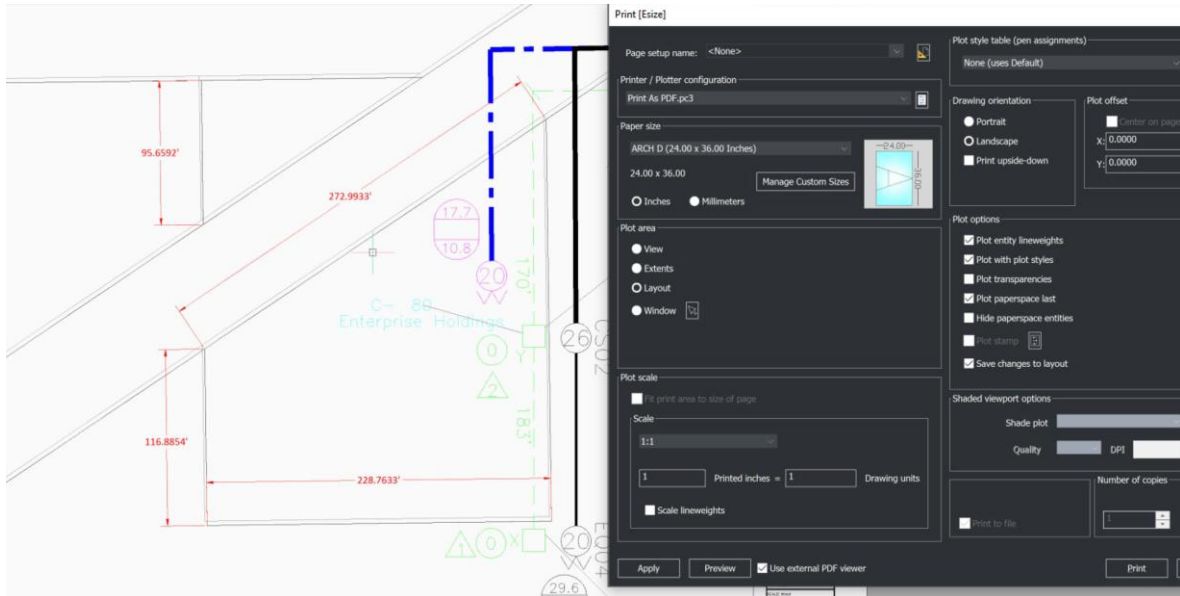 95.6592'
272.9933'
17.7
10.8
20
170'
C- 80
Enterprise Holdings
26
CS02
0
Y
2
183'
116.8854'
228.7633'
1
0
X
20
EQ04
29.6
Print [Esize]
Page setup name: <None>
Printer / Plotter configuration
Print As PDF.pc3
Paper size
ARCH D (24.00 x 36.00 Inches)
24.00 x 36.00
Manage Custom Sizes
Inches Millimeters
24.00
36.00
Plot area
View
Extents
Layout
Window
Plot scale
Fit print area to size of page
Scale
1:1
1 Printed inches = 1 Drawing units
Scale lineweights
Apply Preview Use external PDF viewer
Plot style table (pen assignments)
None (uses Default)
Drawing orientation
Portrait
Landscape
Print upside-down
Plot offset
Center on page
X: 0.0000
Y: 0.0000
Plot options
Plot entity lineweights
Plot with plot styles
Plot transparencies
Plot paperspace last
Hide paperspace entities
Plot stamp
Save changes to layout
Shaded viewport options
Shade plot
Quality DPI
Number of copies
Print to file
1
Print